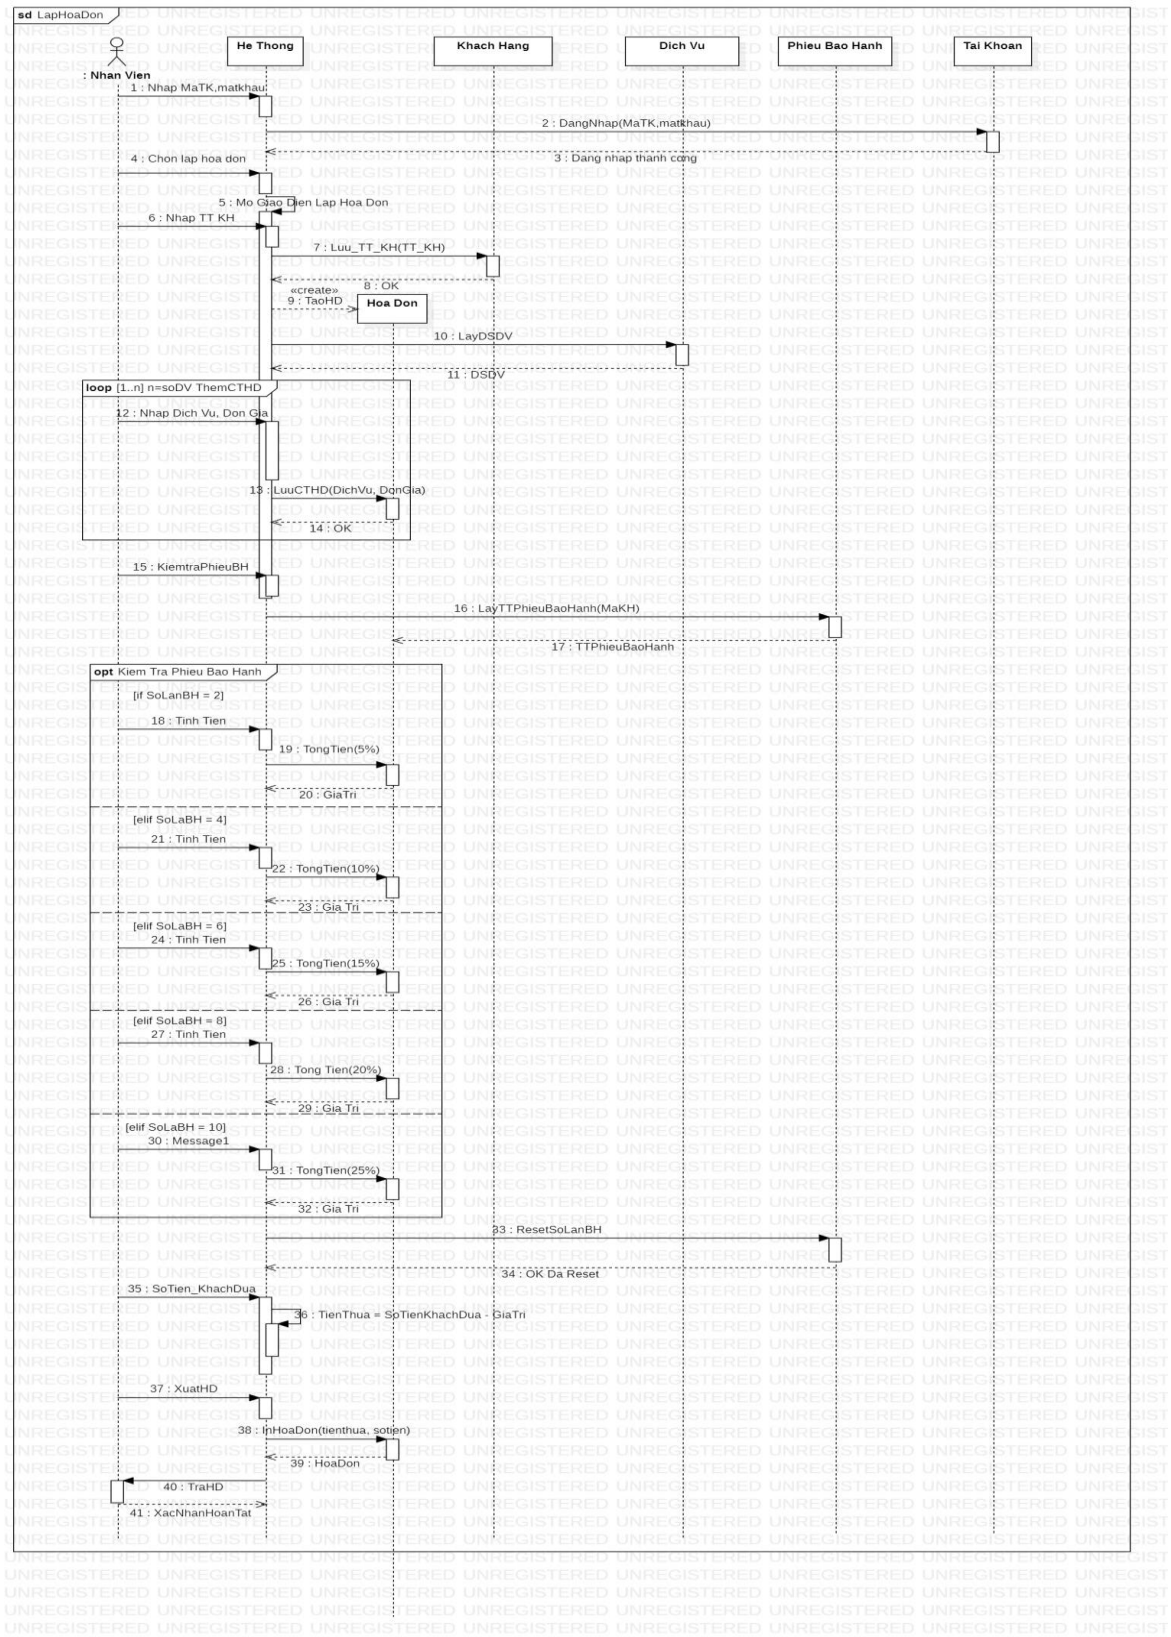 sd LapHoaDon
: Nhan Vien
He Thong
Khach Hang
Dich Vu
Phieu Bao Hanh
Tai Khoan
1 : Nhap MaTK,matkhau
2 : DangNhap(MaTK,matkhau)
3 : Dang nhap thanh cong
4 : Chon lap hoa don
5 : Mo Giao Dien Lap Hoa Don
6 : Nhap TT KH
7 : Luu_TT_KH(TT_KH)
8 : OK
«create»
9 : TaoHD
Hoa Don
10 : LayDSDV
11 : DSDV
loop [1..n] n=soDV ThemCTHD
12 : Nhap Dich Vu, Don Gia
13 : LuuCTHD(DichVu, DonGia)
14 : OK
15 : KiemtraPhieuBH
16 : LayTTPhieuBaoHanh(MaKH)
17 : TTPhieuBaoHanh
opt Kiem Tra Phieu Bao Hanh
[if SoLanBH = 2]
18 : Tinh Tien
19 : TongTien(5%)
20 : GiaTri
[elif SoLaBH = 4]
21 : Tinh Tien
22 : TongTien(10%)
23 : Gia Tri
[elif SoLaBH = 6]
24 : Tinh Tien
25 : TongTien(15%)
26 : Gia Tri
[elif SoLaBH = 8]
27 : Tinh Tien
28 : Tong Tien(20%)
29 : Gia Tri
[elif SoLaBH = 10]
30 : Message1
31 : TongTien(25%)
32 : Gia Tri
33 : ResetSoLanBH
34 : OK Da Reset
35 : SoTien_KhachDua
36 : TienThua = SoTienKhachDua - GiaTri
37 : XuatHD
38 : InHoaDon(tienthua, sotien)
39 : HoaDon
40 : TraHD
41 : XacNhanHoanTat
UNREGISTERED